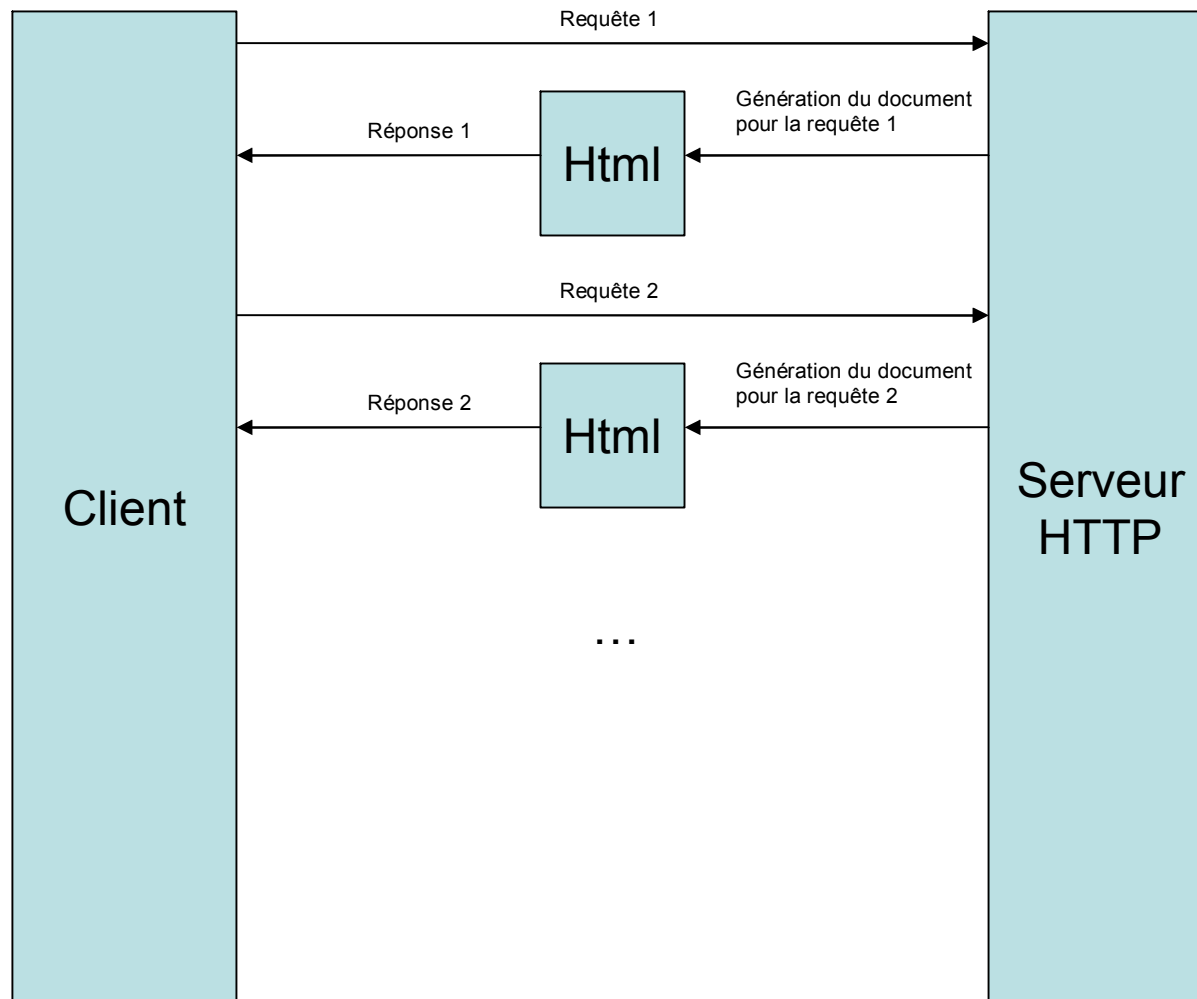 Requête 1
Génération du document
pour la requête 1
Réponse 1
Html
Requête 2
Génération du document
pour la requête 2
Réponse 2
Html
Client
Serveur
HTTP
...